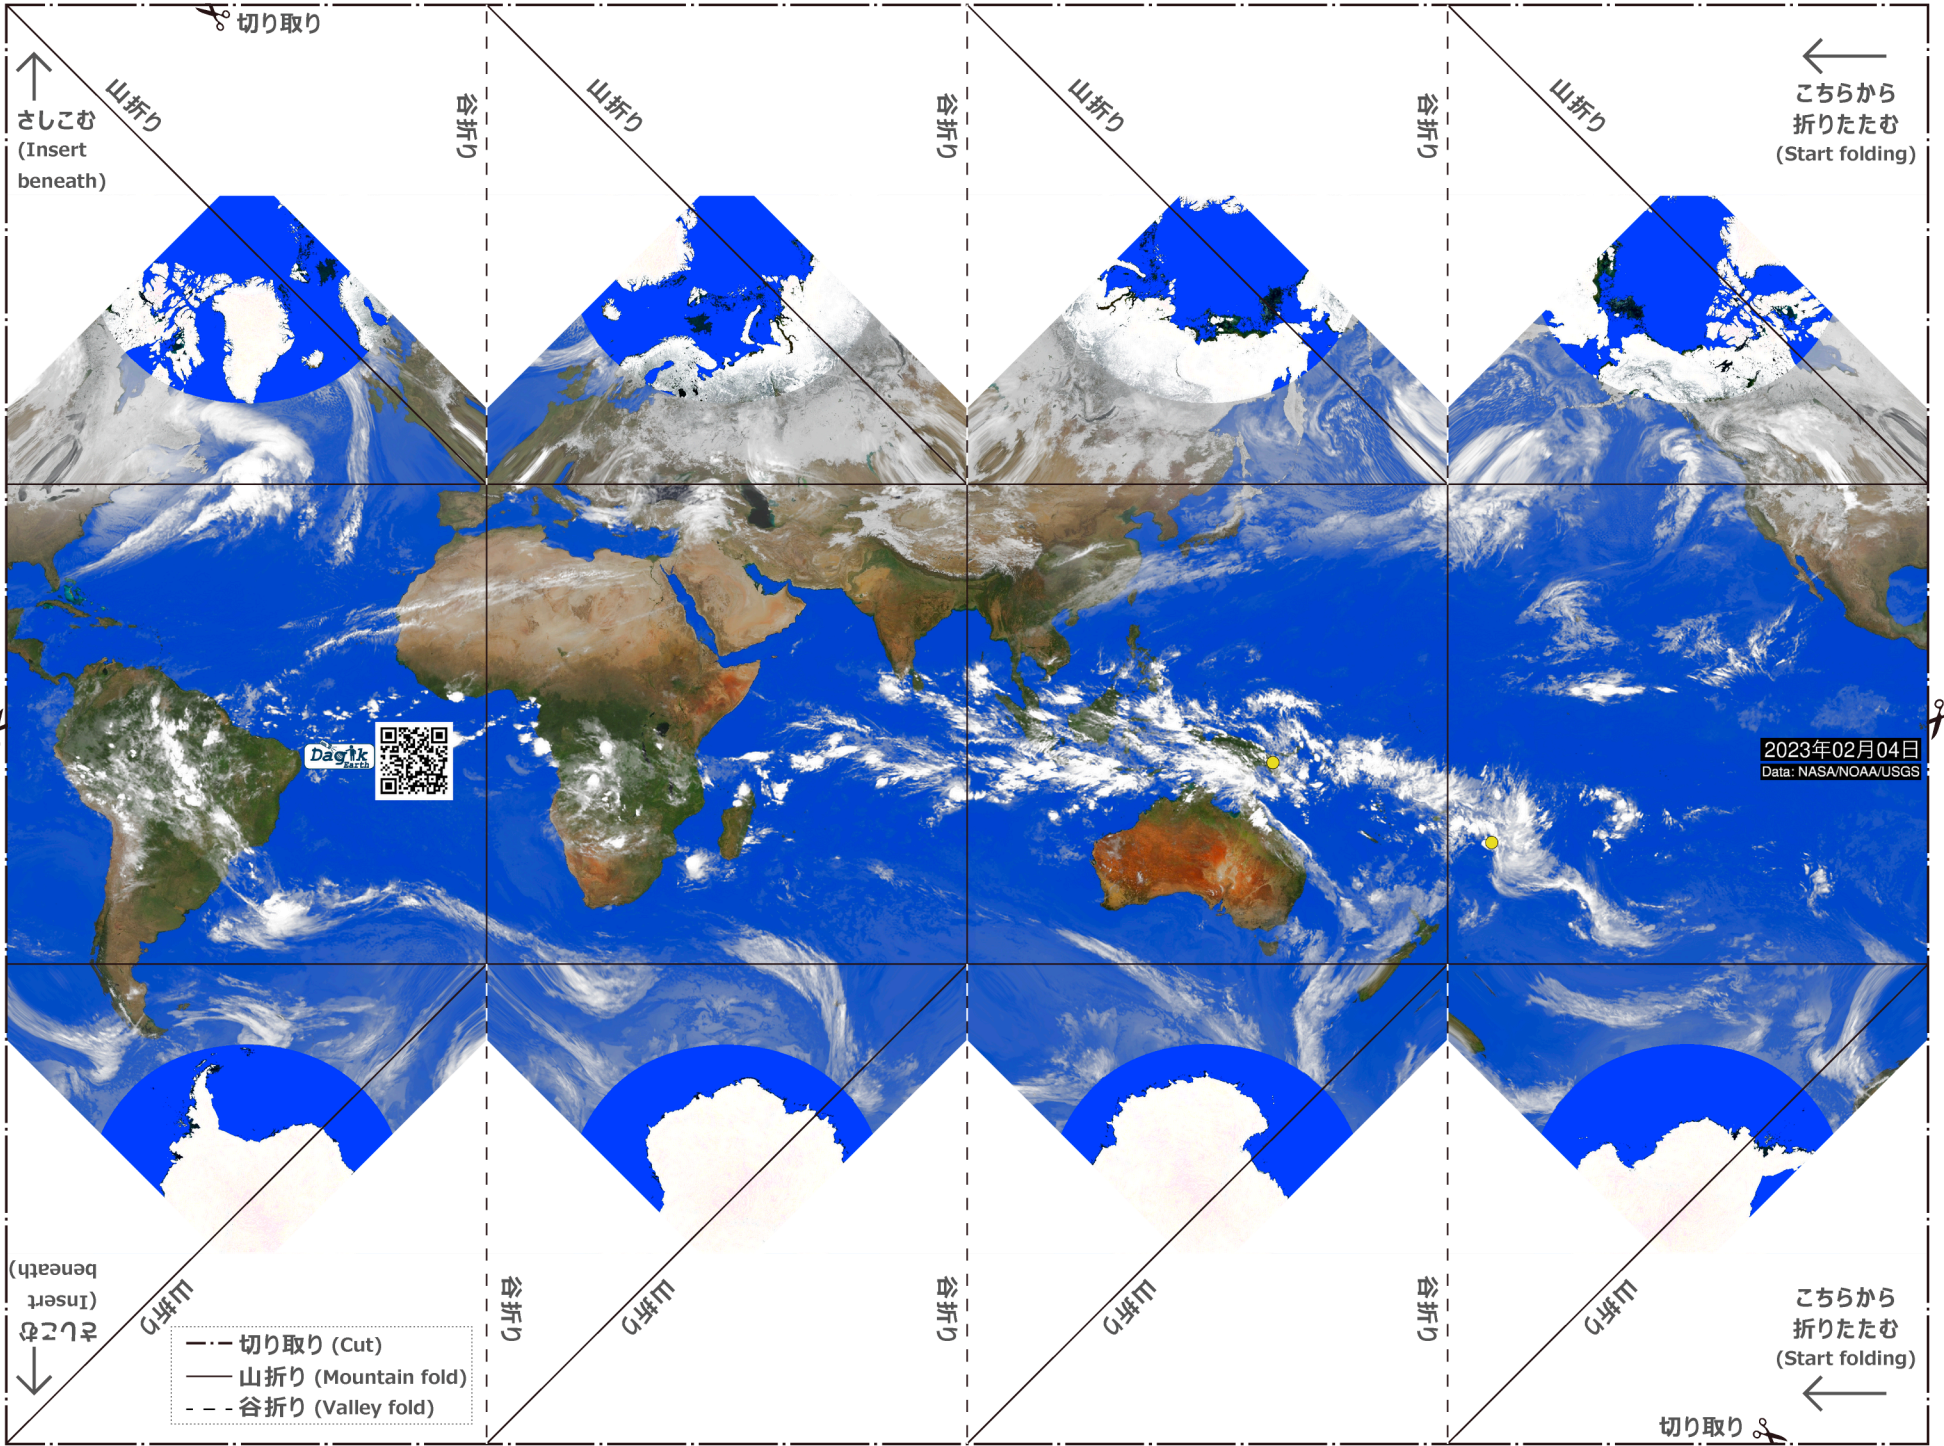 切り取り
山折り
谷折り
山折り
谷折り
山折り
谷折り
山折り
こちらから
折りたたむ
(Start folding)
さしこむ
(Insert
beneath)
Dagik
Earth
2023年02月04日
Data: NASA/NOAA/USGS
さしこむ
(Insert
beneath)
山折り
谷折り
山折り
谷折り
山折り
谷折り
山折り
こちらから
折りたたむ
(Start folding)
切り取り (Cut)
山折り (Mountain fold)
谷折り (Valley fold)
切り取り